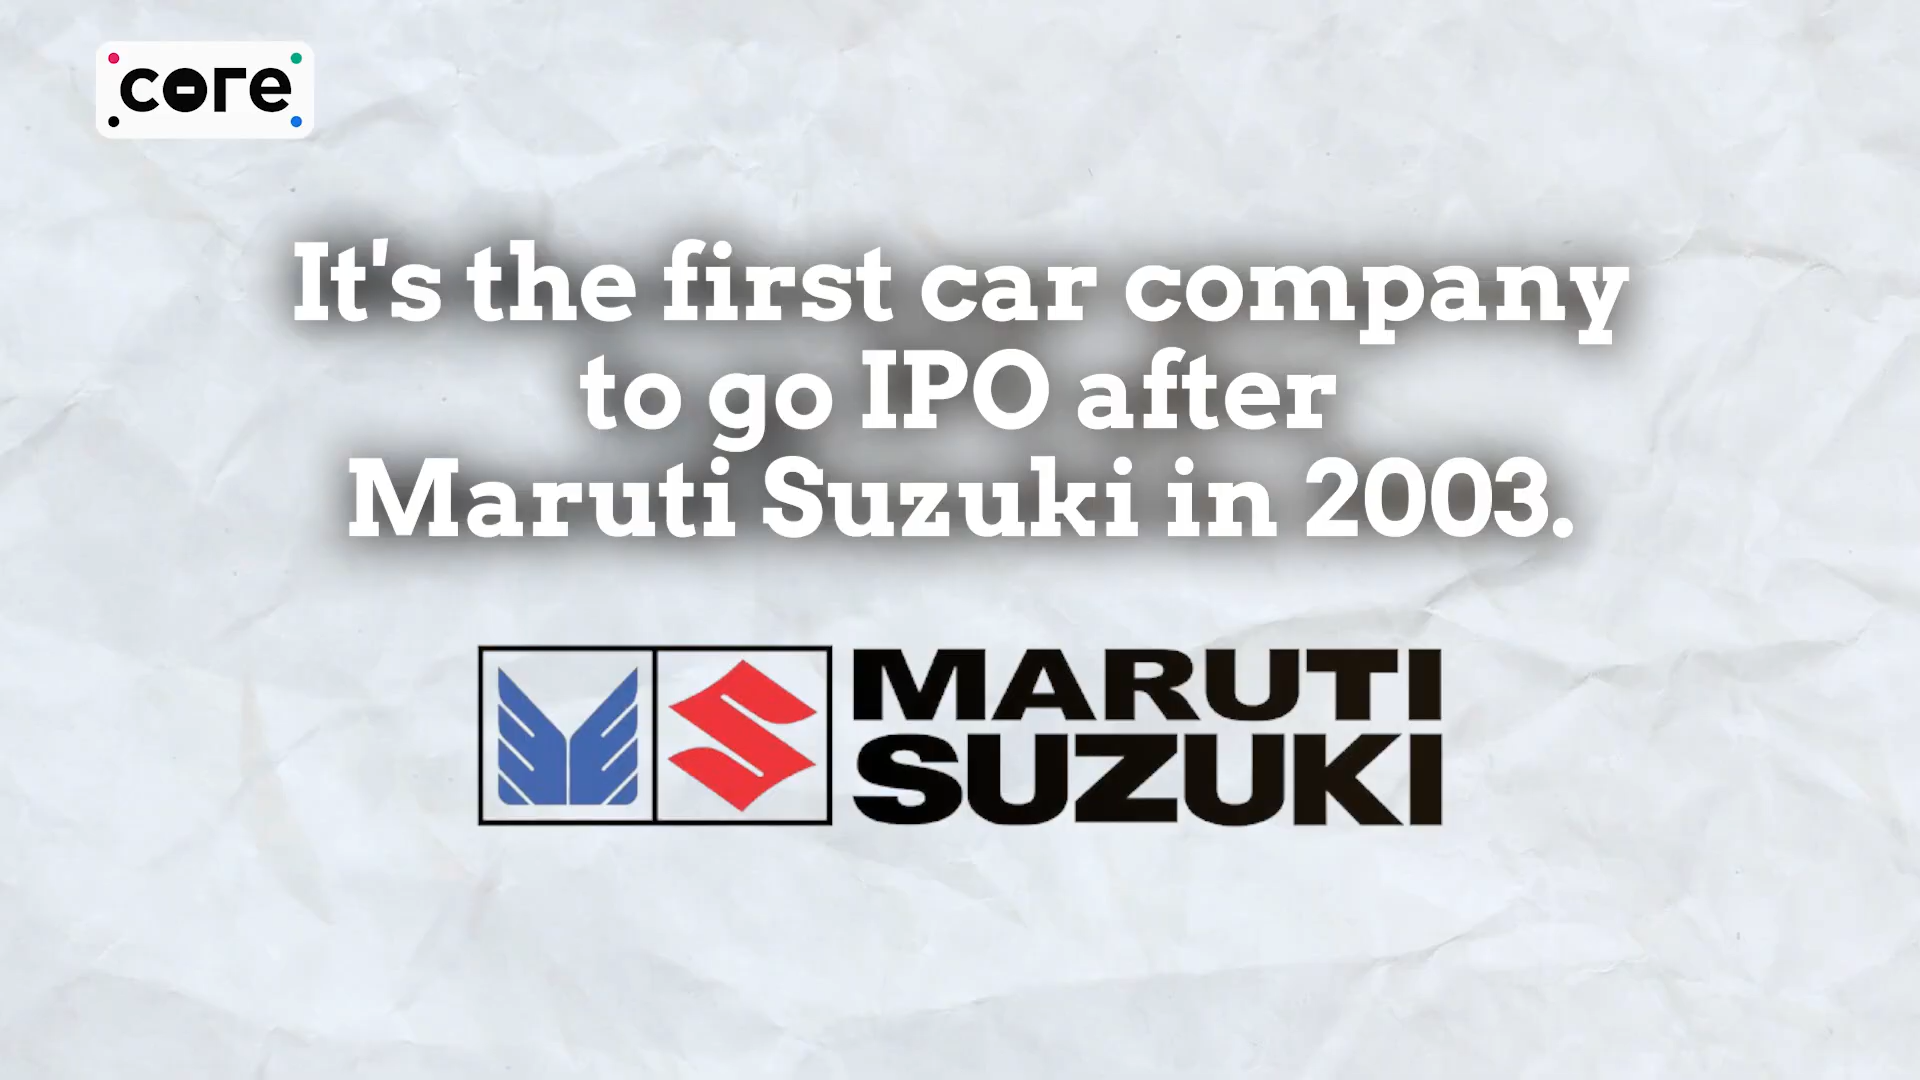 core
It's the first car company
to go IPO after
Maruti Suzuki in 2003.
MARUTI
SUZUKI